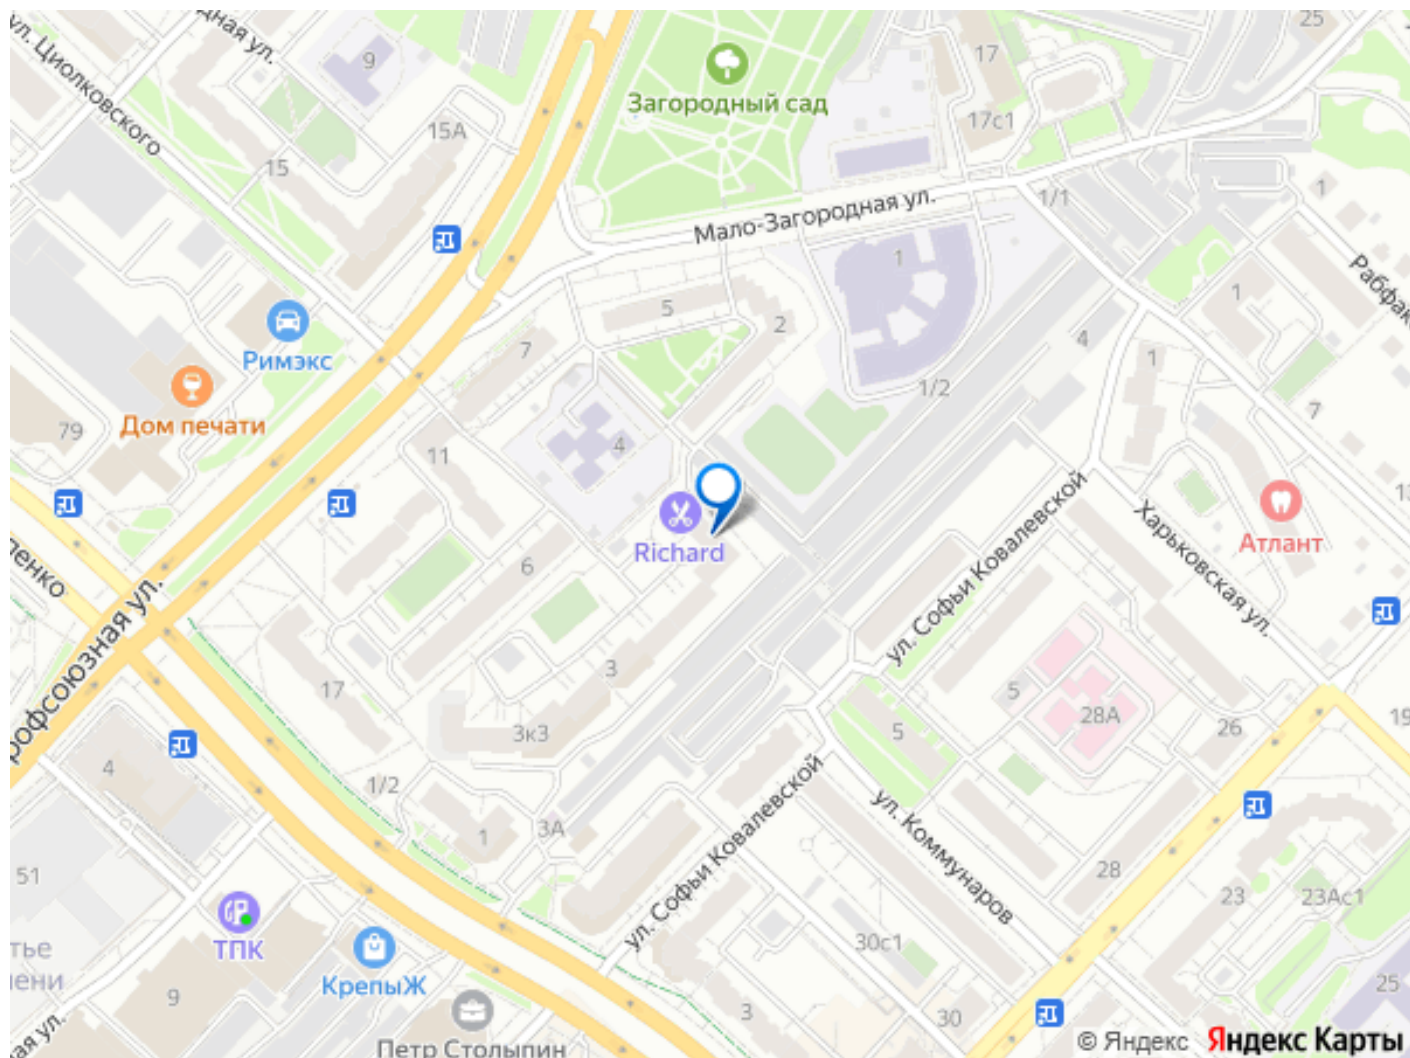 25
дная ул.
ул. Циолковского
9
17
Загородный сад
15А
17с1
15
1
1/1
Мало-Загородная ул.
1
Рабфак
5
1
2
4
Римэкс
7
1
1/2
7
Дом печати
79
4
11
Атлант
Richard
ул. Софьи Ковалевской
Харьковская ул.
ленко
6
рофсоюзная ул.
3
17
5
28А
19
3к3
5
26
4
1/2
ул. Софьи Ковалевской
ул. Коммунаров
3А
1
51
28
23
23Ас1
ТПК
тье
ени
30с1
КрепыЖ
9
25
3
30
ая ул.
Петр Столыпин
© Яндекс Яндекс Карты